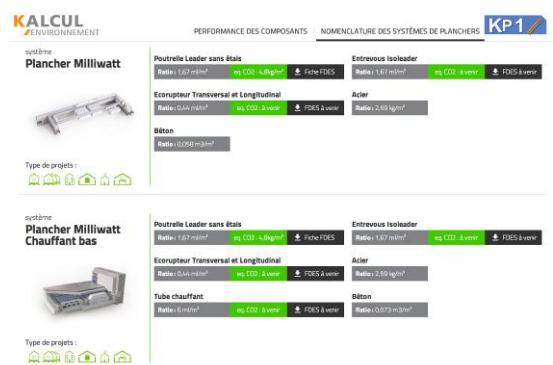 KALCUL
ENVIRONNEMENT
PERFORMANCE DES COMPOSANTS
NOMENCLATURE DES SYSTÈMES DE PLANCHERS
KP1
système
Plancher Milliwatt
Type de projets :
Poutrelle Leader sans étais
Ratio : 1,67 ml/m²
eq. CO2 : 4,8kg/m²
Fiche FDES
Entrevous Isoleader
Ratio : 1,67 ml/m²
eq. CO2 : à venir
FDES à venir
Ecorupteur Transversal et Longitudinal
Ratio : 0,44 ml/m²
eq. CO2 : à venir
FDES à venir
Acier
Ratio : 2,59 kg/m²
Béton
Ratio : 0,058 m3/m²
système
Plancher Milliwatt
Chauffant bas
Type de projets :
Poutrelle Leader sans étais
Ratio : 1,67 ml/m²
eq. CO2 : 4,8kg/m²
Fiche FDES
Entrevous Isoleader
Ratio : 1,67 ml/m²
eq. CO2 : à venir
FDES à venir
Ecorupteur Transversal et Longitudinal
Ratio : 0,44 ml/m²
eq. CO2 : à venir
FDES à venir
Acier
Ratio : 2,59 kg/m²
Tube chauffant
Ratio : 6 ml/m²
eq. CO2 : à venir
FDES à venir
Béton
Ratio : 0,073 m3/m²